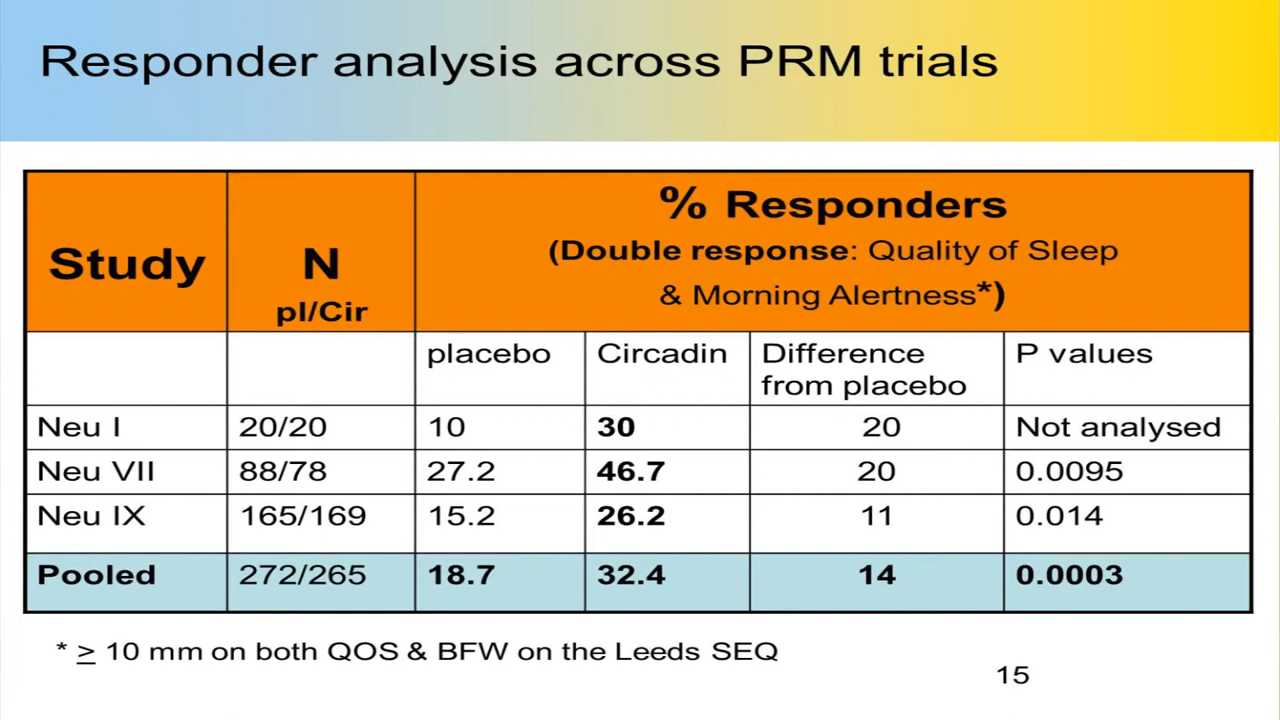 Responder analysis across PRM trials
Study
N
pl/Cir
% Responders
(Double response: Quality of Sleep
& Morning Alertness*)
placebo
Circadin
Difference
from placebo
P values
Neu I 20/20 10 30 20 Not analysed
Neu VII 88/78 27.2 46.7 20 0.0095
Neu IX 165/169 15.2 26.2 11 0.014
Pooled 272/265 18.7 32.4 14 0.0003
* ≥ 10 mm on both QOS & BFW on the Leeds SEQ
15